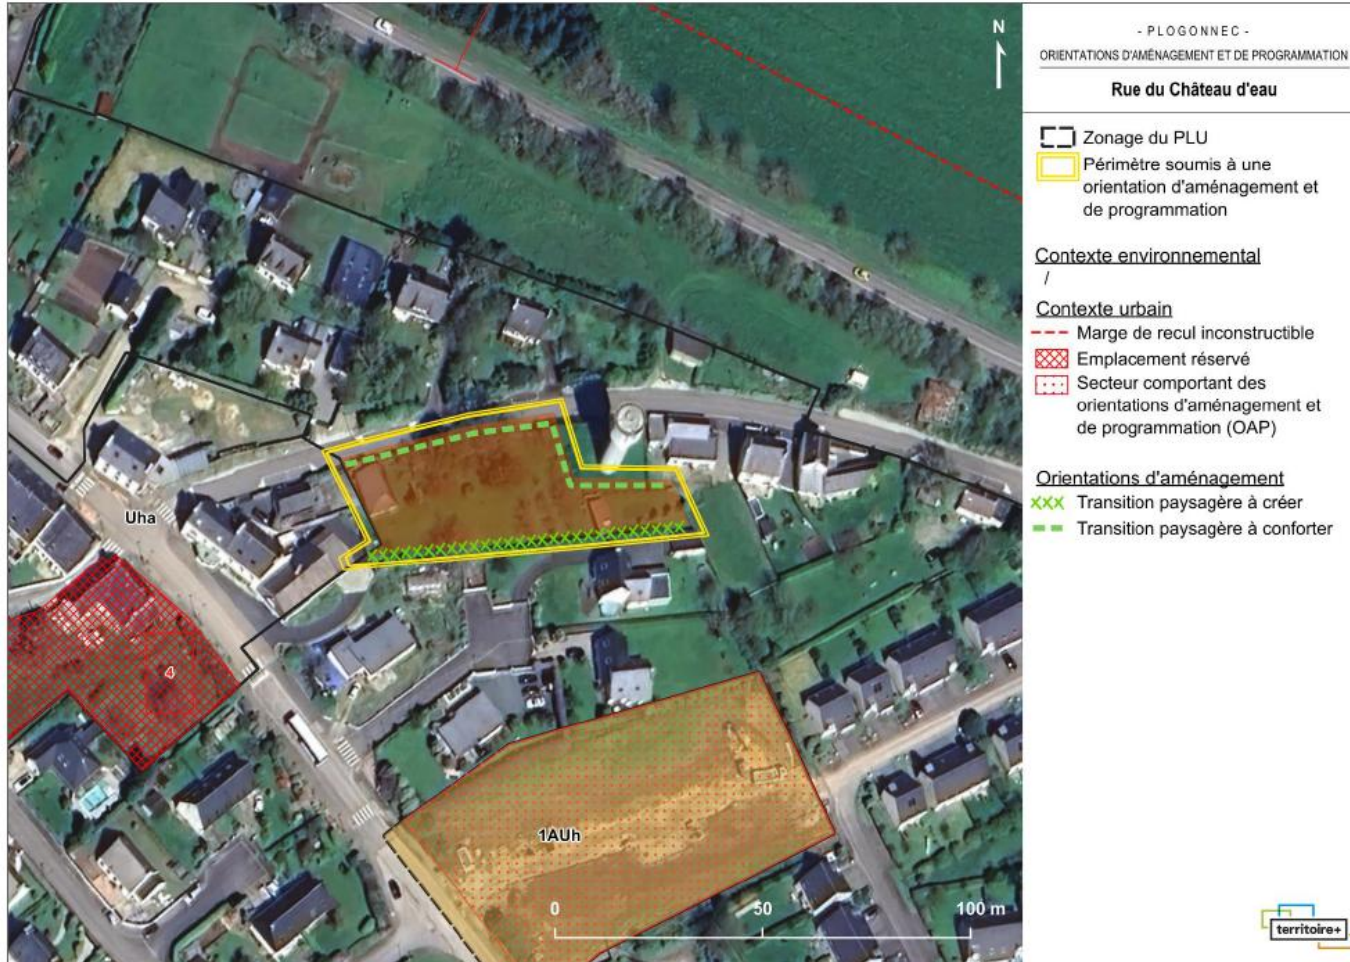 N
Uha
4
1AUh
0 50 100 m
- PLOGONNEC -
ORIENTATIONS D'AMÉNAGEMENT ET DE PROGRAMMATION
Rue du Château d'eau
Zonage du PLU
Périmètre soumis à une
orientation d'aménagement et
de programmation
Contexte environnemental
/
Contexte urbain
Marge de recul inconstructible
Emplacement réservé
Secteur comportant des
orientations d'aménagement et
de programmation (OAP)
Orientations d'aménagement
Transition paysagère à créer
Transition paysagère à conforter
territoire+